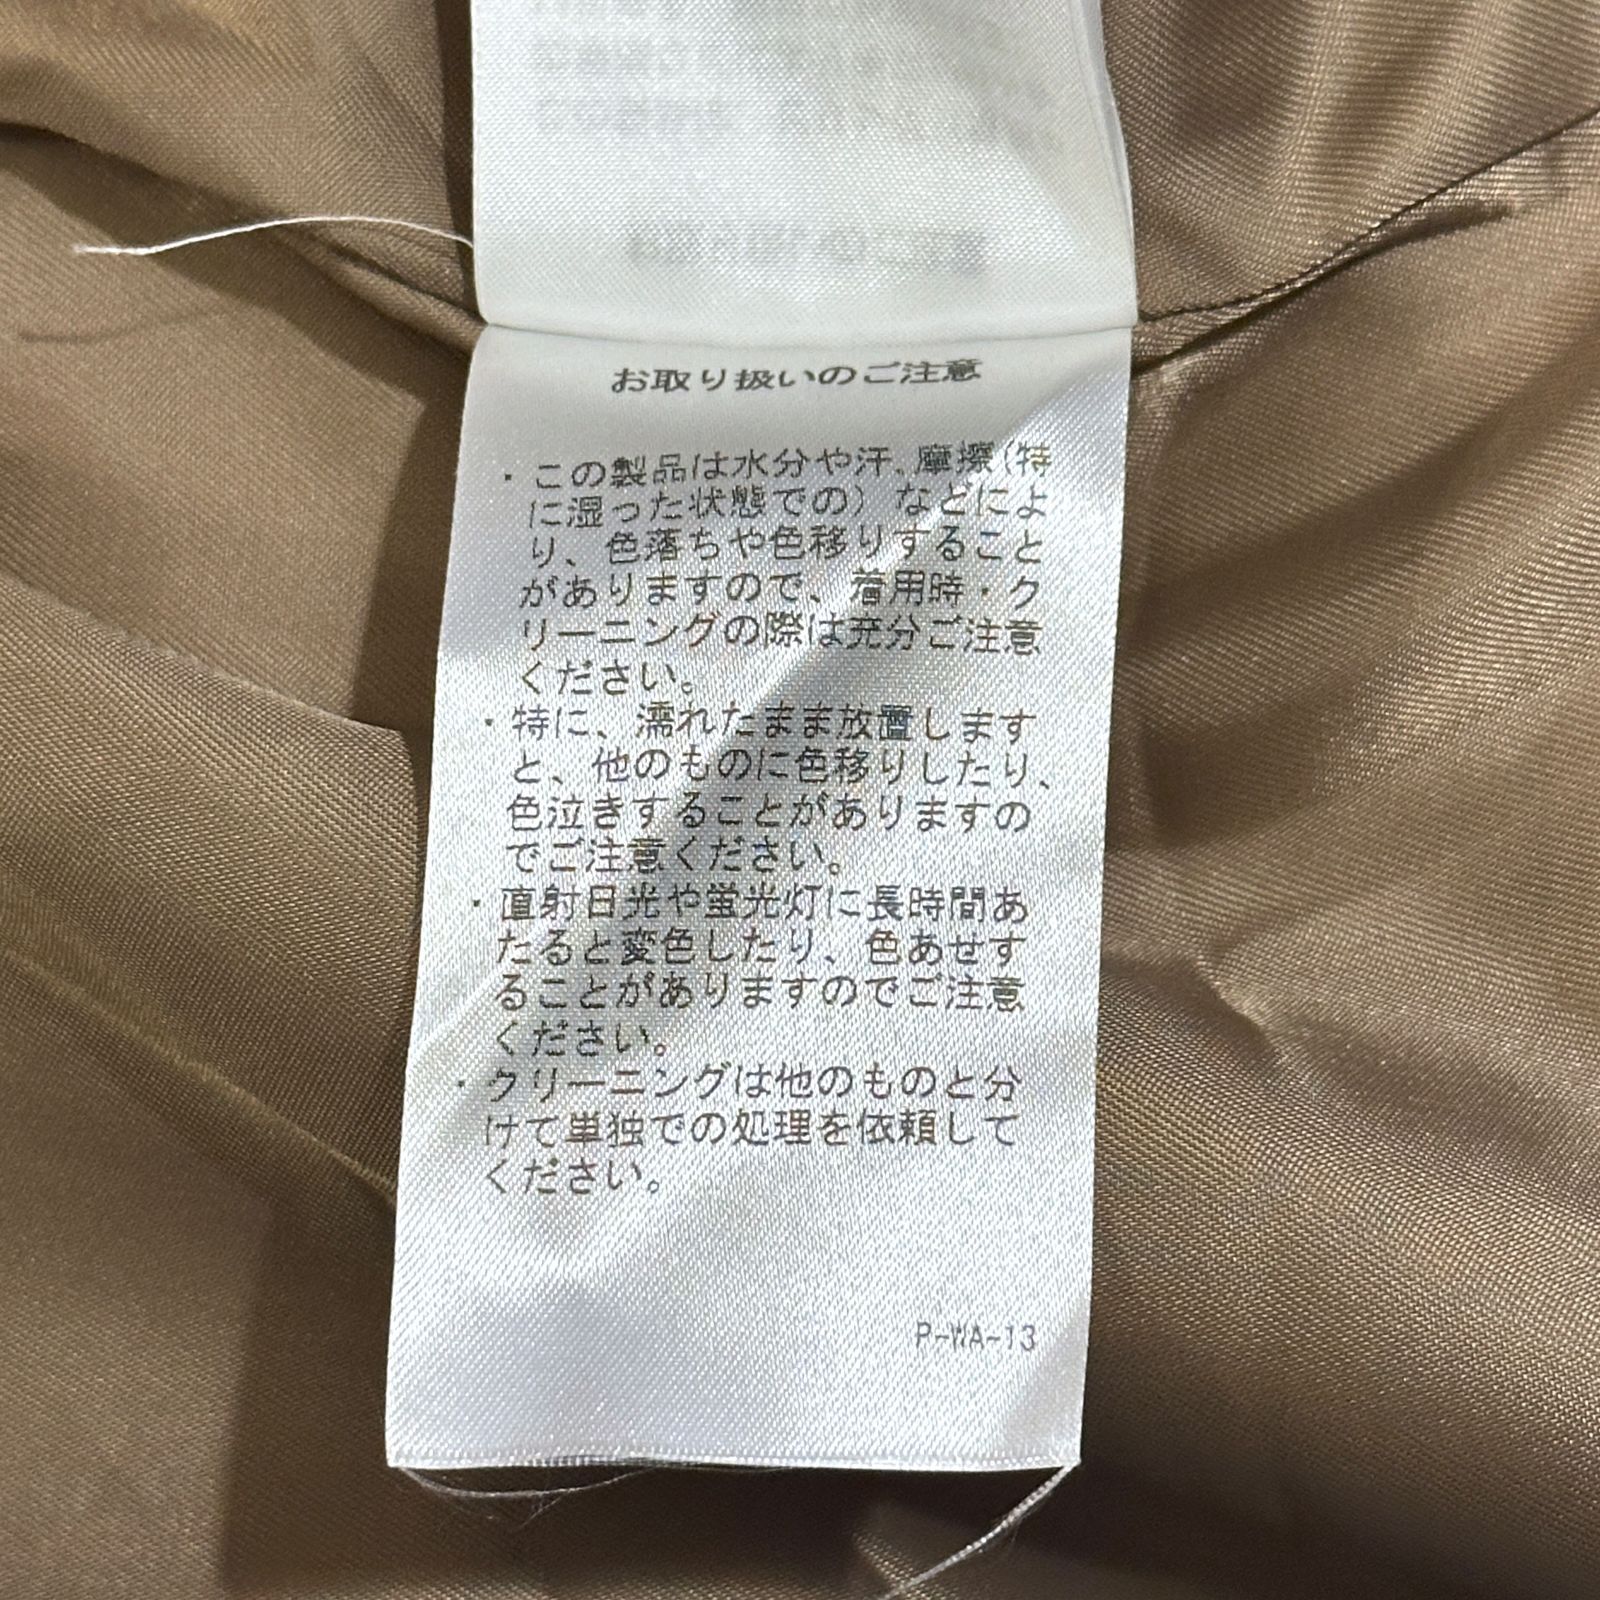 お取り扱いのご注意
・この製品は水分や汗、摩擦(特
に湿った状態での)などによ
り、色落ちや色移りすること
がありますので、着用時・ク
リーニングの際は充分ご注意
ください。
・特に、濡れたまま放置します
と、他のものに色移りしたり、
色泣きすることがありますの
でご注意ください。
・直射日光や蛍光灯に長時間あ
たると変色したり、色あせす
ることがありますのでご注意
ください。
・クリーニングは他のものと分
けて単独での処理を依頼して
ください。
P-WA-13